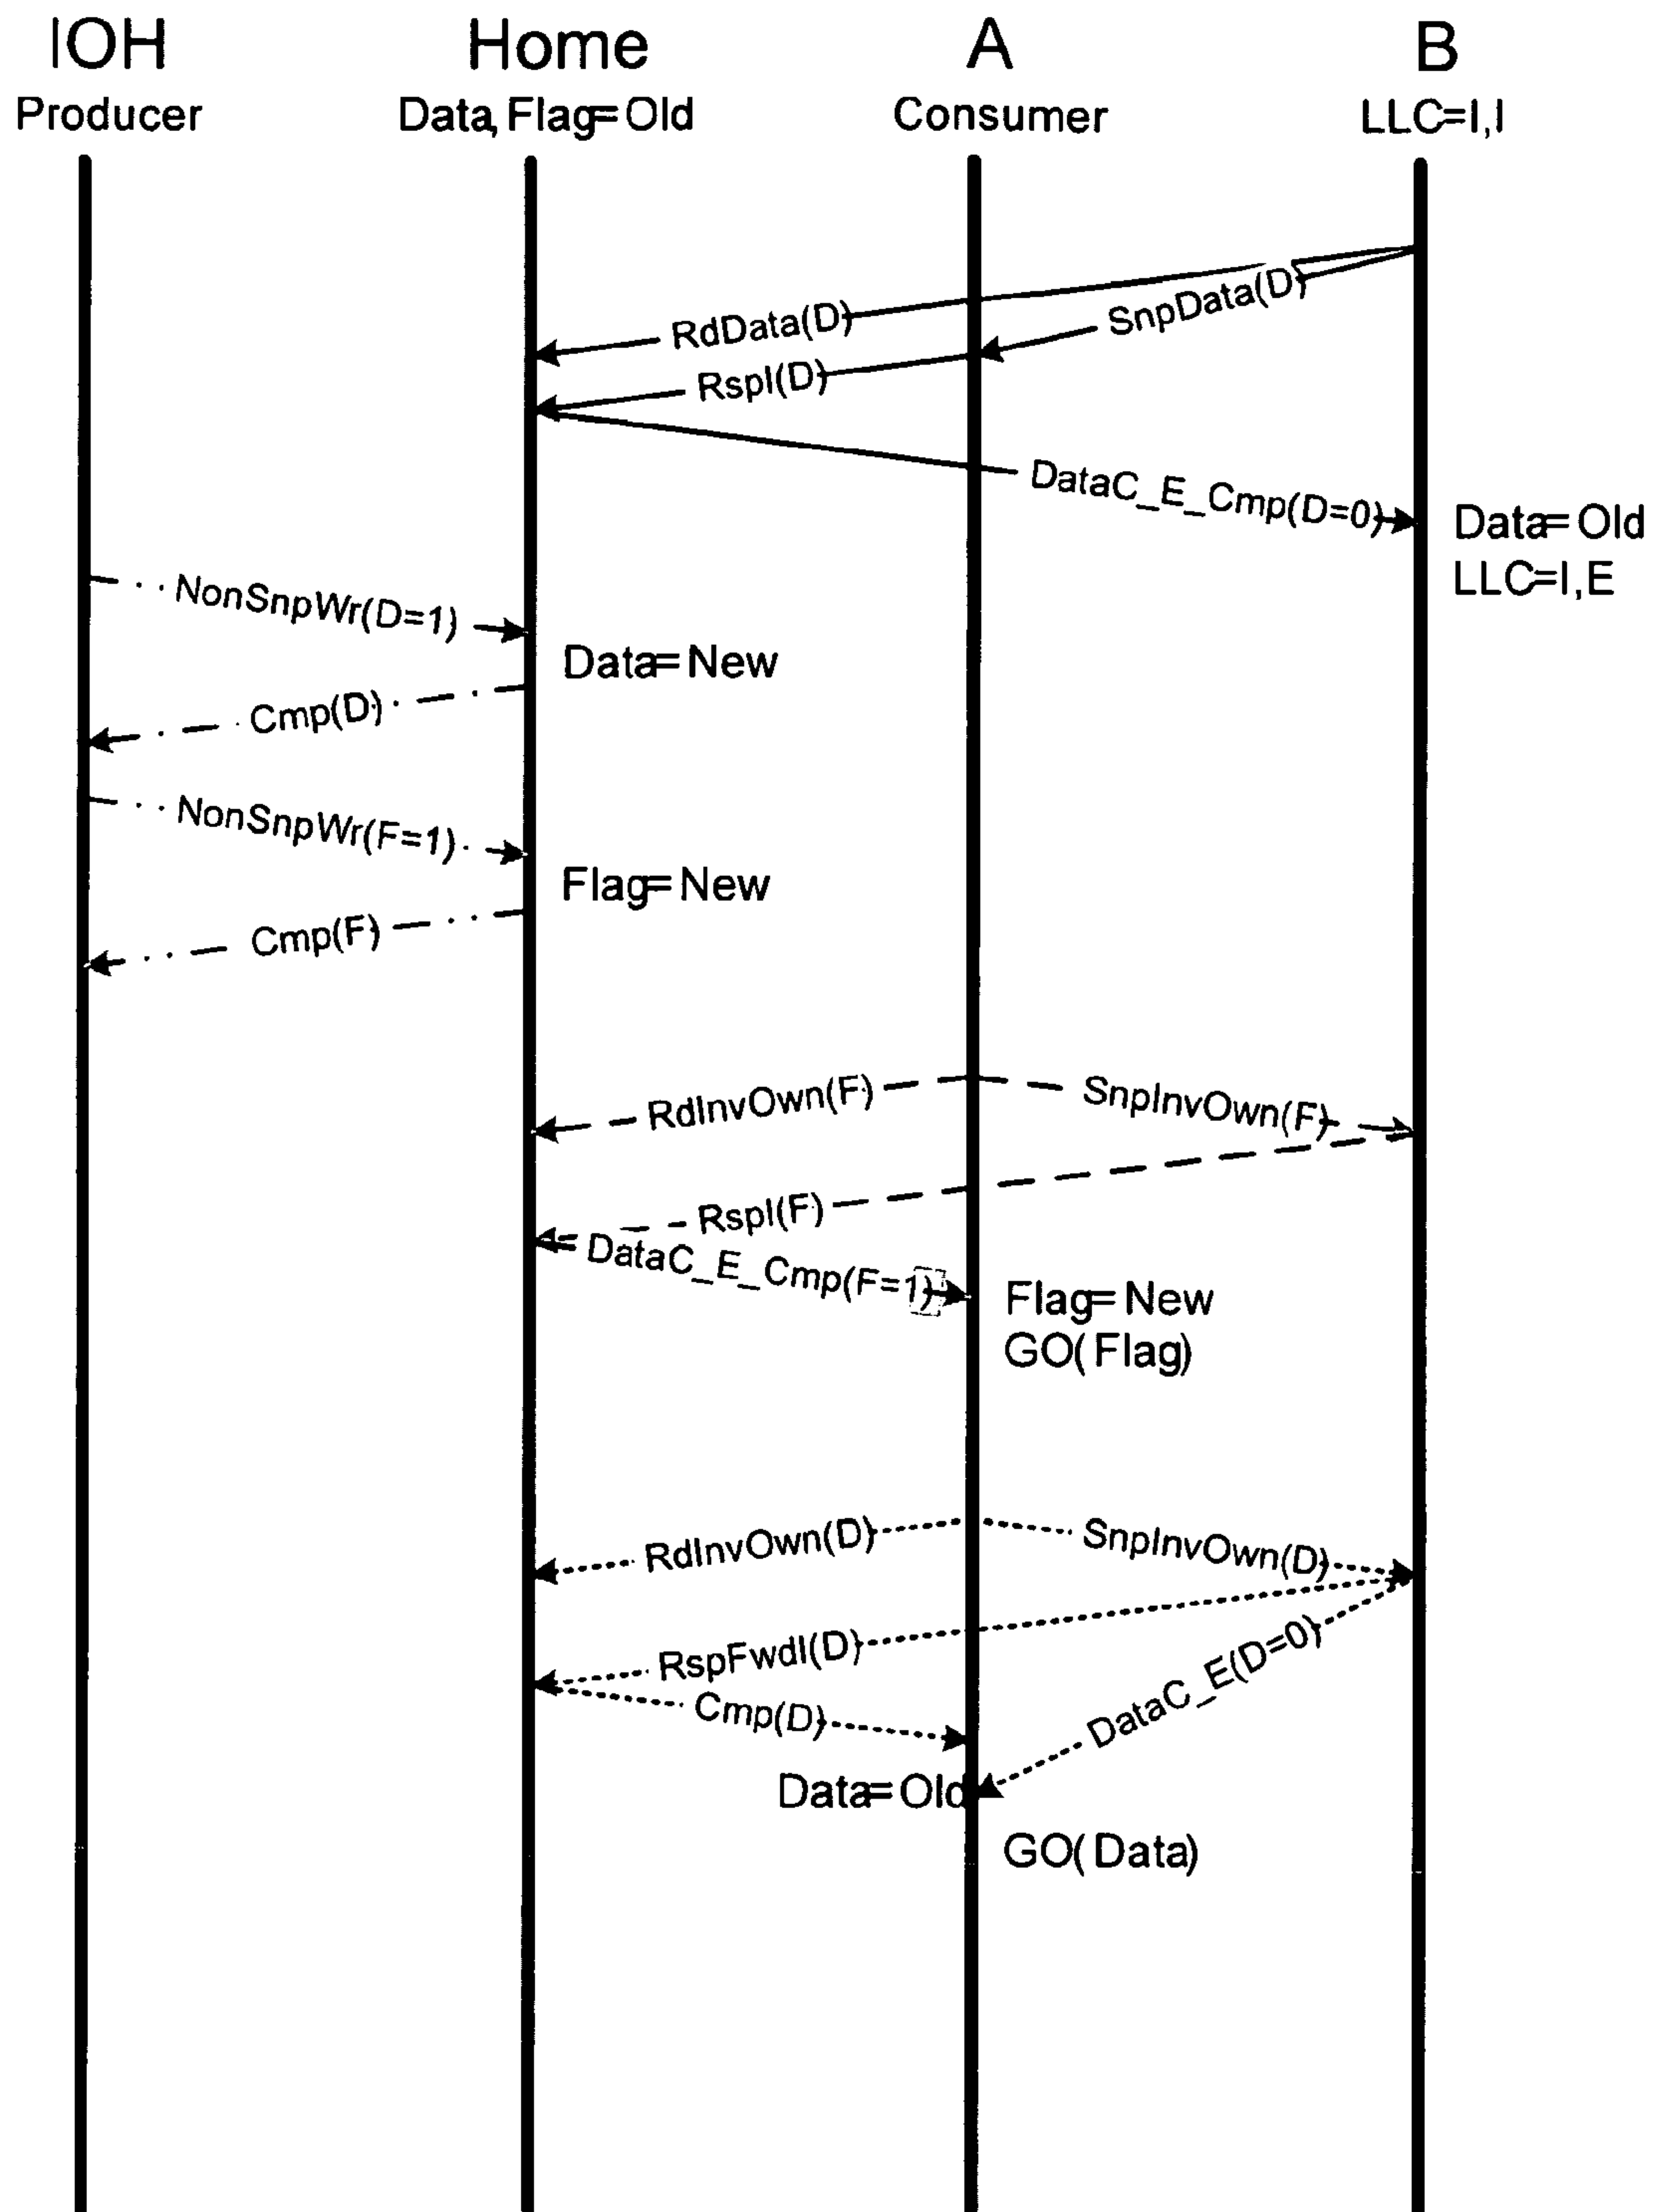 IOH Home A B
Producer Data, Flag=Old Consumer LLC=I,I
SnpData(D)
RdData(D)
RspI(D)
DataC_E_Cmp(D=0)
Data=Old
LLC=I,E
NonSnpWr(D=1)
Data=New
Cmp(D)
NonSnpWr(F=1)
Flag=New
Cmp(F)
RdInvOwn(F) SnpInvOwn(F)
RspI(F)
DataC_E_Cmp(F=1)
Flag=New
GO(Flag)
RdInvOwn(D) SnpInvOwn(D)
RspFwdI(D)
DataC_E(D=0)
Cmp(D)
Data=Old
GO(Data)